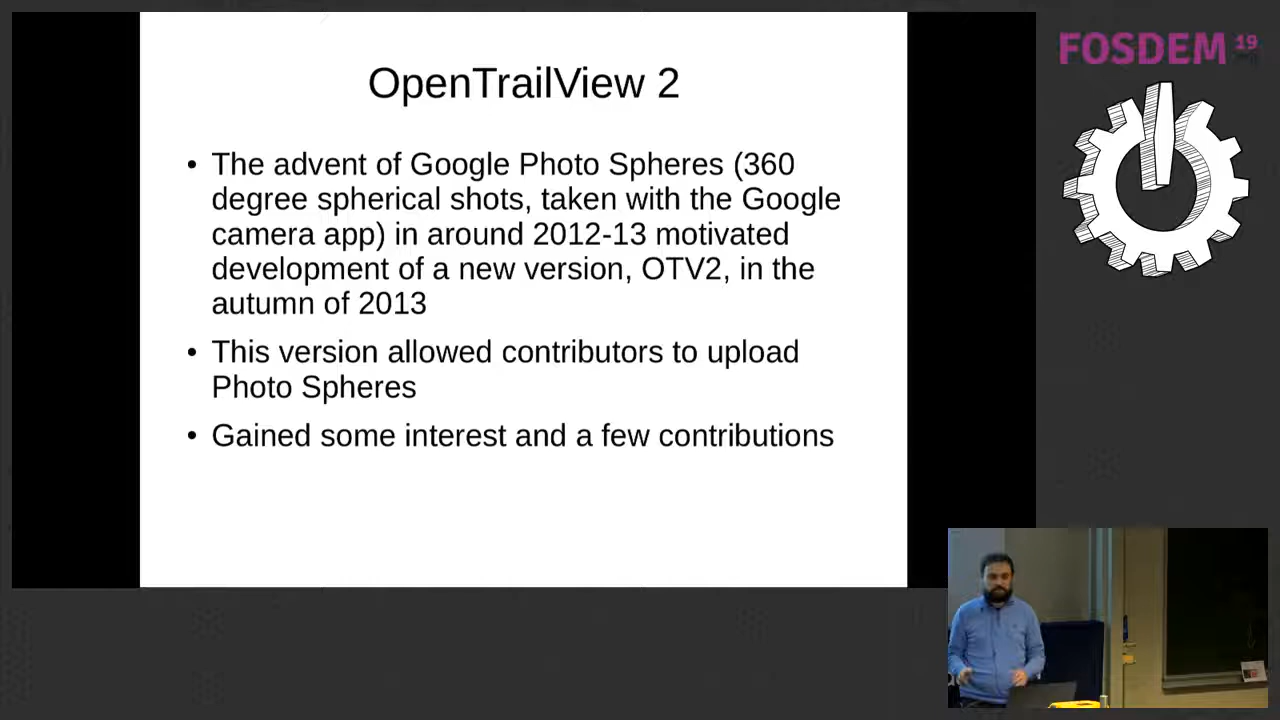 OpenTrailView 2
• The advent of Google Photo Spheres (360
degree spherical shots, taken with the Google
camera app) in around 2012-13 motivated
development of a new version, OTV2, in the
autumn of 2013
• This version allowed contributors to upload
Photo Spheres
• Gained some interest and a few contributions
FOSDEM 19